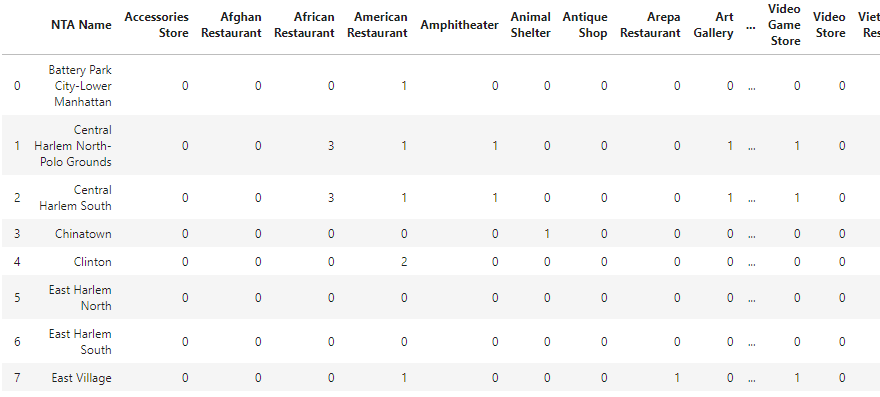 NTA Name Accessories Store Afghan Restaurant African Restaurant American Restaurant Amphitheater Animal Shelter Antique Shop Arepa Restaurant Art Gallery ... Video Game Store Video Store Viet Res
0 Battery Park City-Lower Manhattan 0 0 0 1 0 0 0 0 0 ... 0 0
1 Central Harlem North-Polo Grounds 0 0 3 1 1 0 0 0 1 ... 1 0
2 Central Harlem South 0 0 3 1 1 0 0 0 1 ... 1 0
3 Chinatown 0 0 0 0 0 1 0 0 0 ... 0 0
4 Clinton 0 0 0 2 0 0 0 0 0 ... 0 0
5 East Harlem North 0 0 0 0 0 0 0 0 0 ... 0 0
6 East Harlem South 0 0 0 0 0 0 0 0 0 ... 0 0
7 East Village 0 0 0 1 0 0 0 1 0 ... 1 0